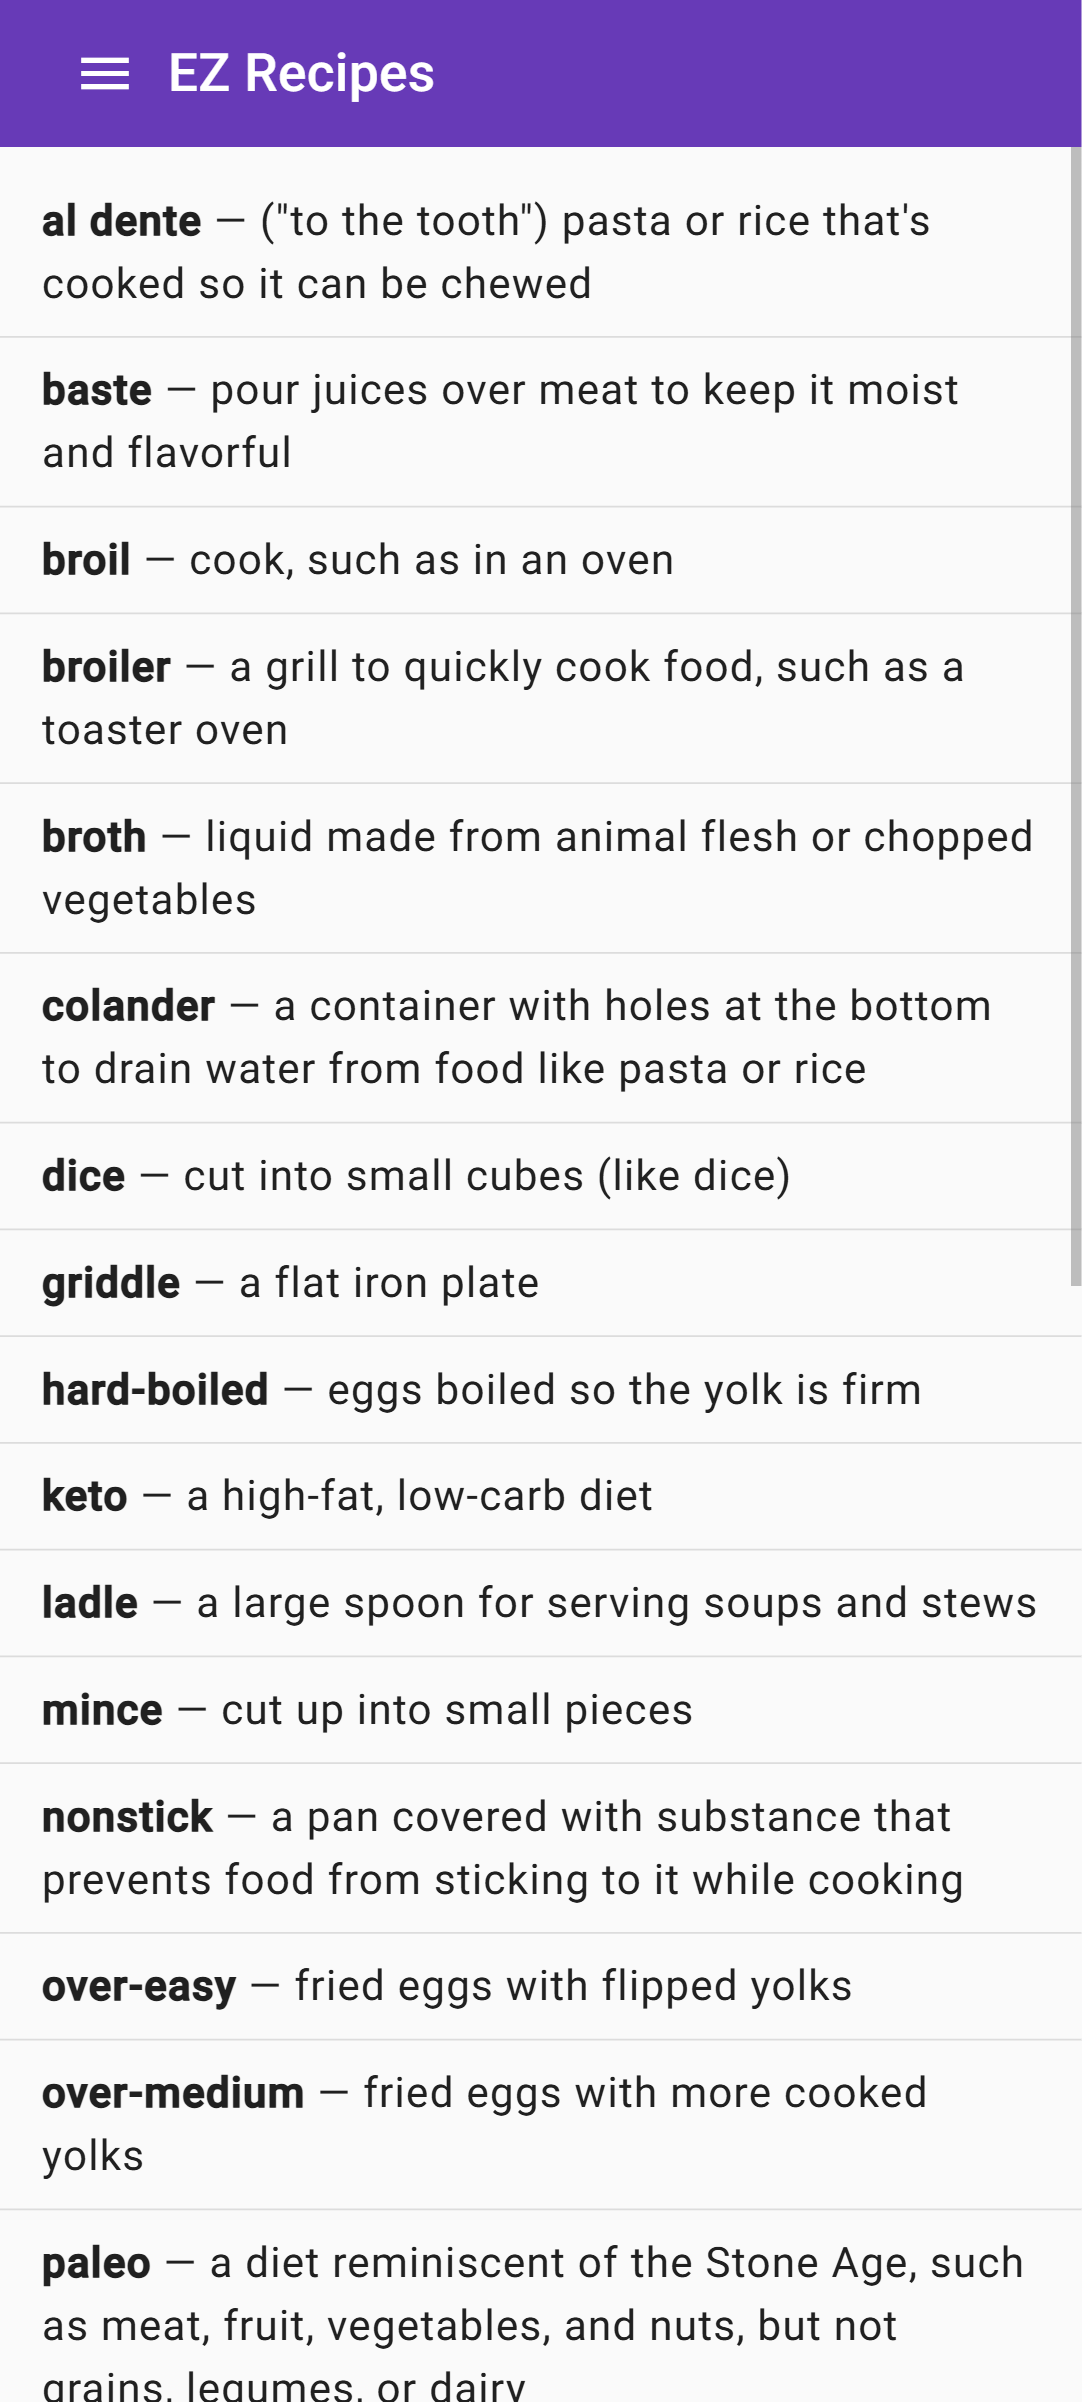 EZ Recipes
al dente — ("to the tooth") pasta or rice that's
cooked so it can be chewed
baste — pour juices over meat to keep it moist
and flavorful
broil — cook, such as in an oven
broiler — a grill to quickly cook food, such as a
toaster oven
broth — liquid made from animal flesh or chopped
vegetables
colander — a container with holes at the bottom
to drain water from food like pasta or rice
dice — cut into small cubes (like dice)
griddle — a flat iron plate
hard-boiled — eggs boiled so the yolk is firm
keto — a high-fat, low-carb diet
ladle — a large spoon for serving soups and stews
mince — cut up into small pieces
nonstick — a pan covered with substance that
prevents food from sticking to it while cooking
over-easy — fried eggs with flipped yolks
over-medium — fried eggs with more cooked
yolks
paleo — a diet reminiscent of the Stone Age, such
as meat, fruit, vegetables, and nuts, but not
grains, legumes, or dairy